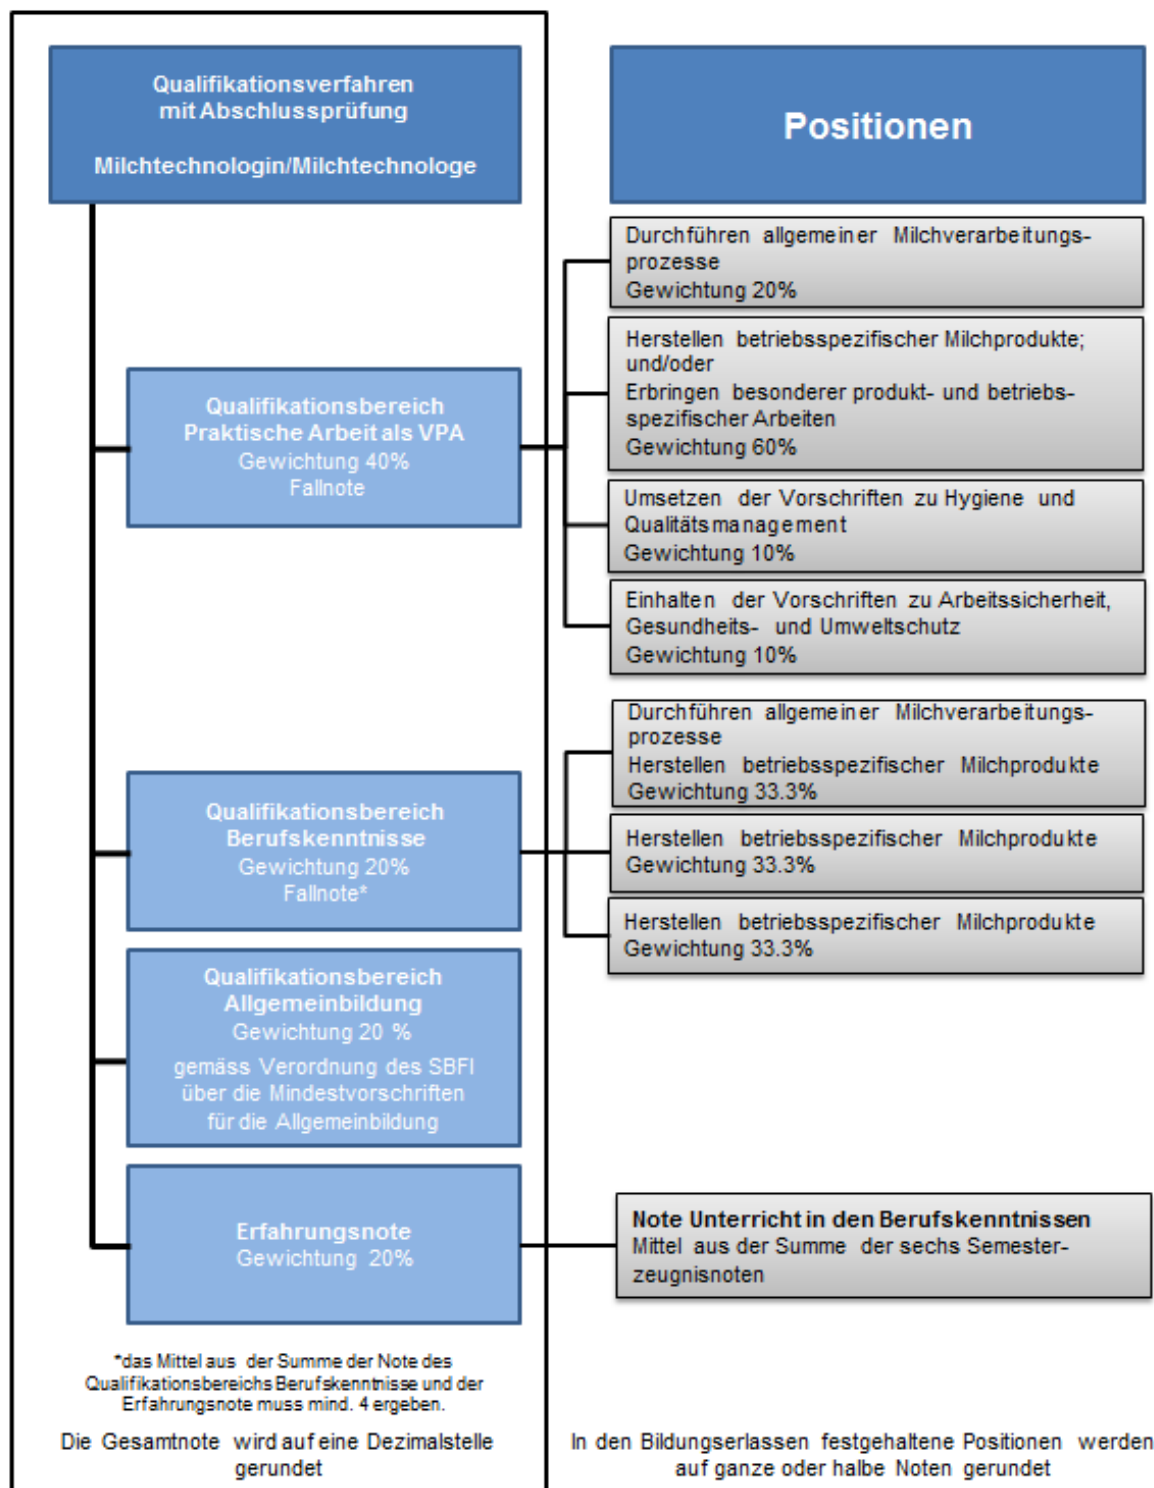 Qualifikationsverfahren
mit Abschlussprüfung
Milchtechnologin/Milchtechnologe
Positionen
Qualifikationsbereich
Praktische Arbeit als VPA
Gewichtung 40%
Fallnote
Durchführen allgemeiner Milchverarbeitungs-
prozesse
Gewichtung 20%
Herstellen betriebsspezifischer Milchprodukte;
und/oder
Erbringen besonderer produkt- und betriebs-
spezifischer Arbeiten
Gewichtung 60%
Umsetzen der Vorschriften zu Hygiene und
Qualitätsmanagement
Gewichtung 10%
Einhalten der Vorschriften zu Arbeitssicherheit,
Gesundheits- und Umweltschutz
Gewichtung 10%
Qualifikationsbereich
Berufskenntnisse
Gewichtung 20%
Fallnote*
Durchführen allgemeiner Milchverarbeitungs-
prozesse
Herstellen betriebsspezifischer Milchprodukte
Gewichtung 33.3%
Herstellen betriebsspezifischer Milchprodukte
Gewichtung 33.3%
Herstellen betriebsspezifischer Milchprodukte
Gewichtung 33.3%
Qualifikationsbereich
Allgemeinbildung
Gewichtung 20 %
gemäss Verordnung des SBFI
über die Mindestvorschriften
für die Allgemeinbildung
Erfahrungsnote
Gewichtung 20%
Note Unterricht in den Berufskenntnissen
Mittel aus der Summe der sechs Semester-
zeugnisnoten
*das Mittel aus der Summe der Note des
Qualifikationsbereichs Berufskenntnisse und der
Erfahrungsnote muss mind. 4 ergeben.
Die Gesamtnote wird auf eine Dezimalstelle
gerundet
In den Bildungserlassen festgehaltene Positionen werden
auf ganze oder halbe Noten gerundet